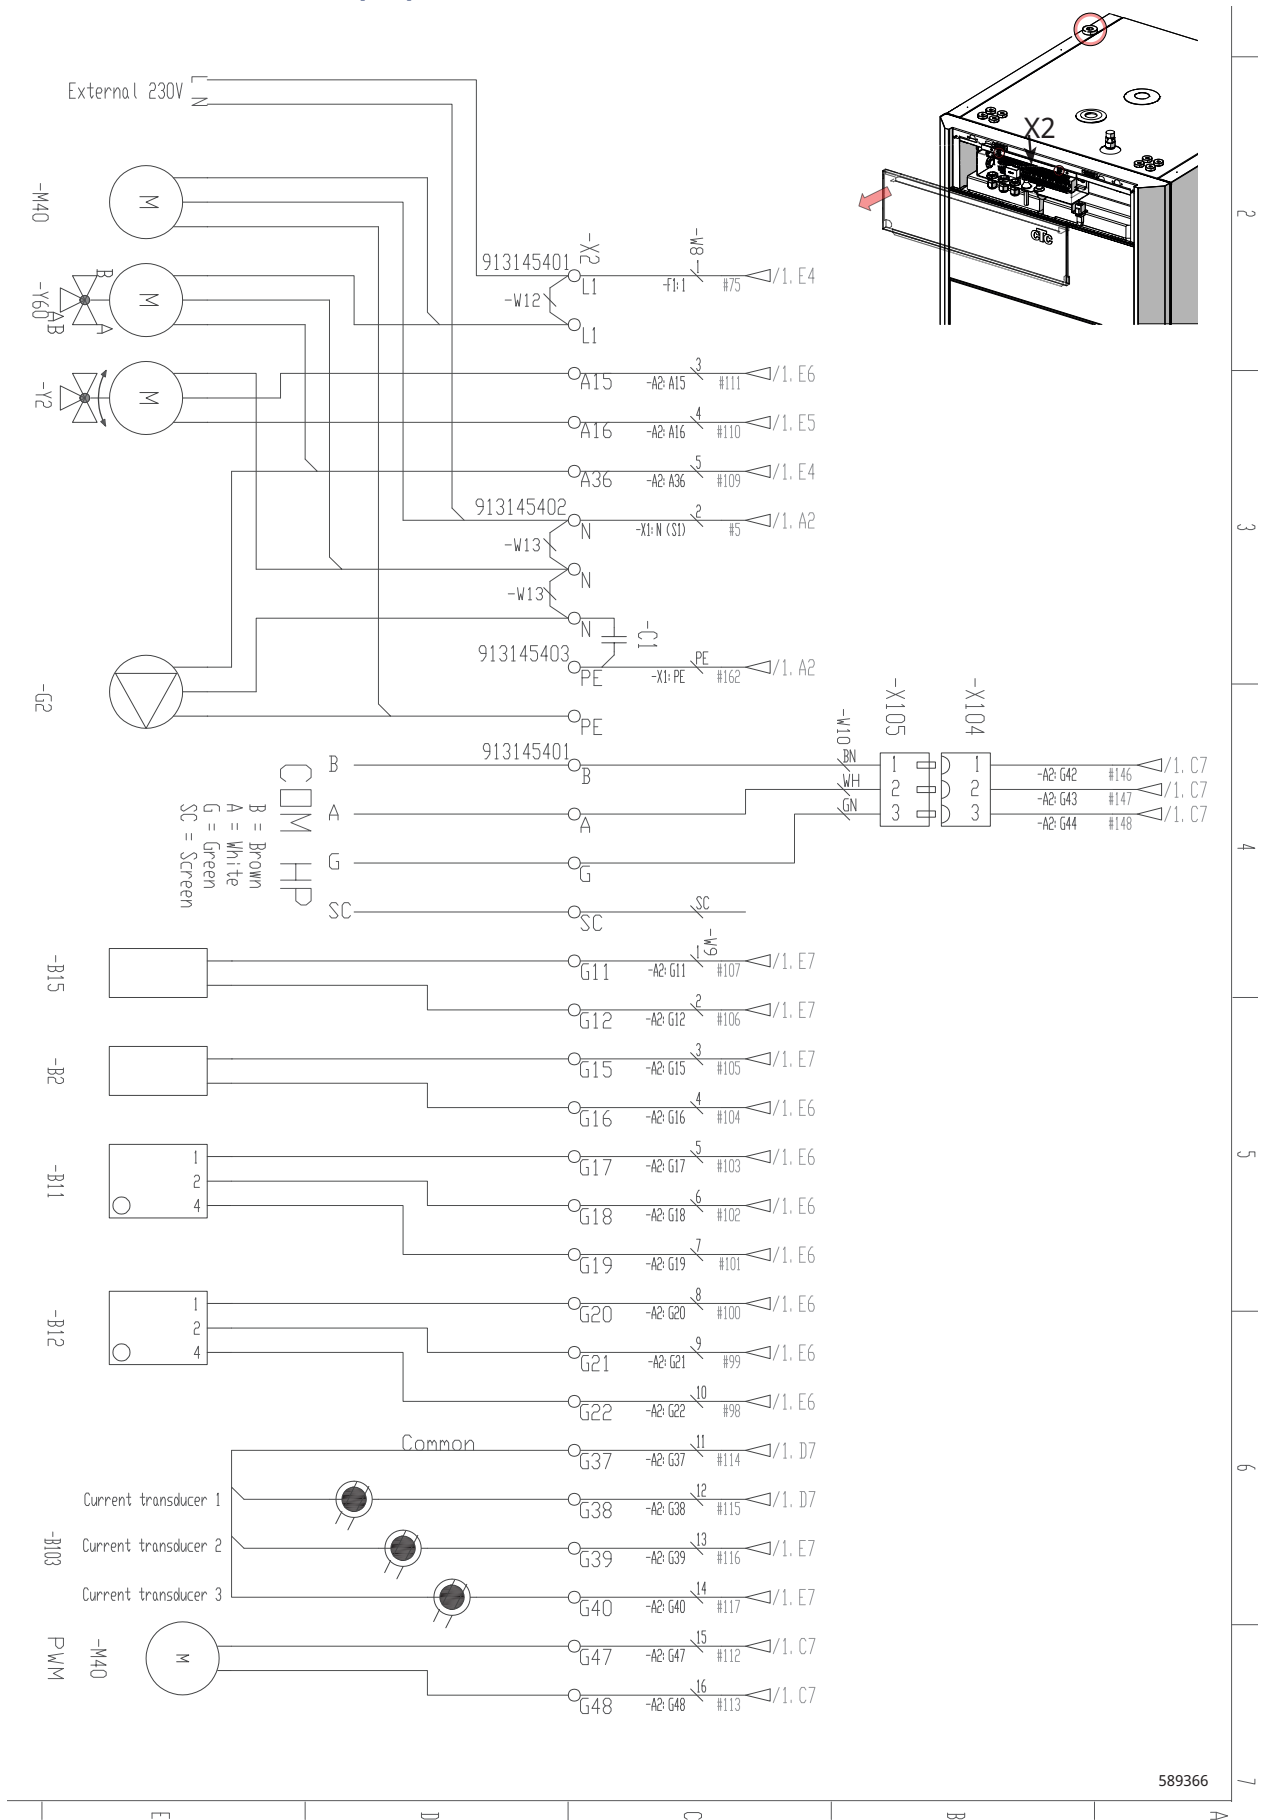 External 230V
L
N
X2
CTC
-M40
M
-X2
-W8
2
913145401
L1
-F1:1
1
#75
/1.E4
-W12
-Y60
B
A
AB
M
L1
-Y2
M
A15
-A2:A15
3
#111
/1.E6
A16
-A2:A16
4
#110
/1.E5
A36
-A2:A36
5
#109
/1.E4
913145402
N
-X1:N (S1)
2
#5
/1.A2
3
-W13
N
-W13
N
-C1
913145403
PE
-X1:PE
PE
#162
/1.A2
-G2
PE
-W10
-X105
-X104
COM HP
B = Brown
A = White
G = Green
SC = Screen
B
913145401
B
BN
1
1
-A2:G42
#146
/1.C7
A
A
WH
2
2
-A2:G43
#147
/1.C7
GN
3
3
-A2:G44
#148
/1.C7
G
G
4
SC
SC
SC
-W9
-B15
G11
-A2:G11
1
#107
/1.E7
G12
-A2:G12
2
#106
/1.E7
-B2
G15
-A2:G15
3
#105
/1.E7
G16
-A2:G16
4
#104
/1.E6
-B11
1
2
4
G17
-A2:G17
5
#103
/1.E6
5
G18
-A2:G18
6
#102
/1.E6
G19
-A2:G19
7
#101
/1.E6
-B12
1
2
4
G20
-A2:G20
8
#100
/1.E6
G21
-A2:G21
9
#99
/1.E6
G22
-A2:G22
10
#98
/1.E6
Common
G37
-A2:G37
11
#114
/1.D7
6
-B103
Current transducer 1
G38
-A2:G38
12
#115
/1.D7
Current transducer 2
G39
-A2:G39
13
#116
/1.E7
Current transducer 3
G40
-A2:G40
14
#117
/1.E7
PWM
-M40
M
G47
-A2:G47
15
#112
/1.C7
G48
-A2:G48
16
#113
/1.C7
589366
7
E
D
C
B
A